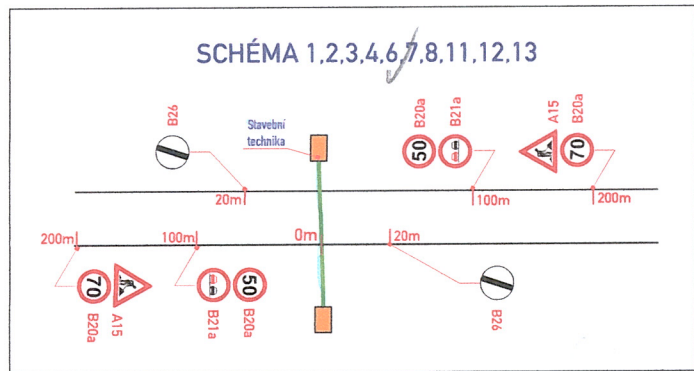 SCHÉMA 1,2,3,4,6,7,8,11,12,13
B26
Stavební
technika
B20a
50
B21a
A15
B20a
70
20m
100m
200m
200m
100m
0m
20m
70
B20a
A15
B21a
50
B20a
B26